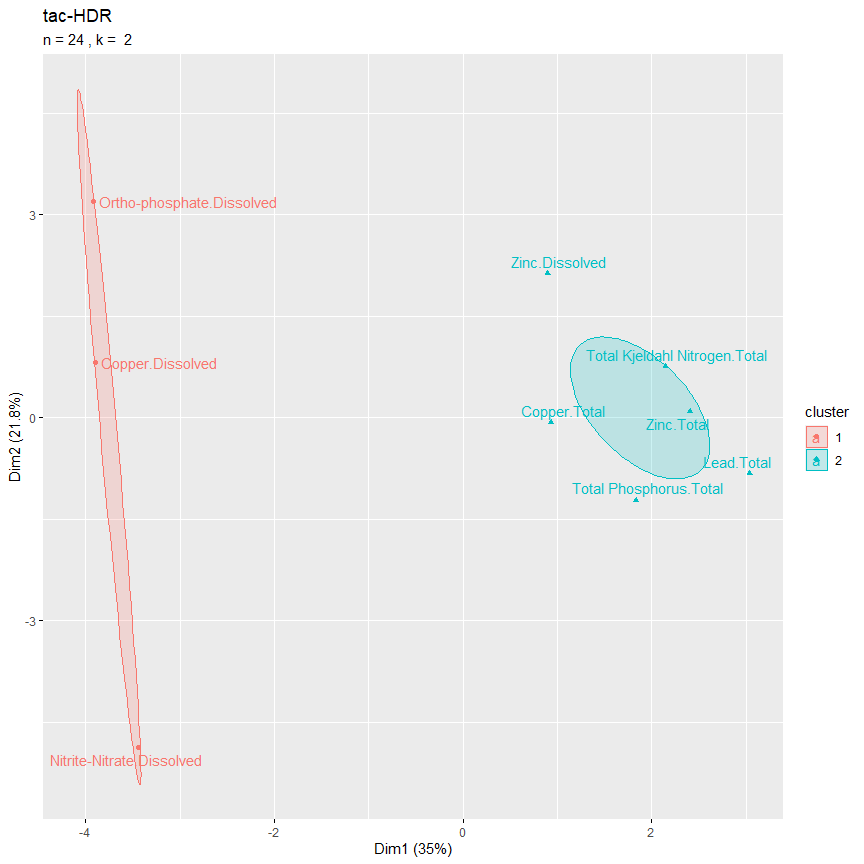 tac-HDR
n = 24 , k =  2
Ortho-phosphate.Dissolved
Zinc.Dissolved
Total Kjeldahl Nitrogen.Total
Copper.Dissolved
Copper.Total
Zinc.Total
Lead.Total
Total Phosphorus.Total
Nitrite-Nitrate.Dissolved
3
0
-3
Dim2 (21.8%)
-4
-2
0
2
Dim1 (35%)
cluster
a 1
a 2